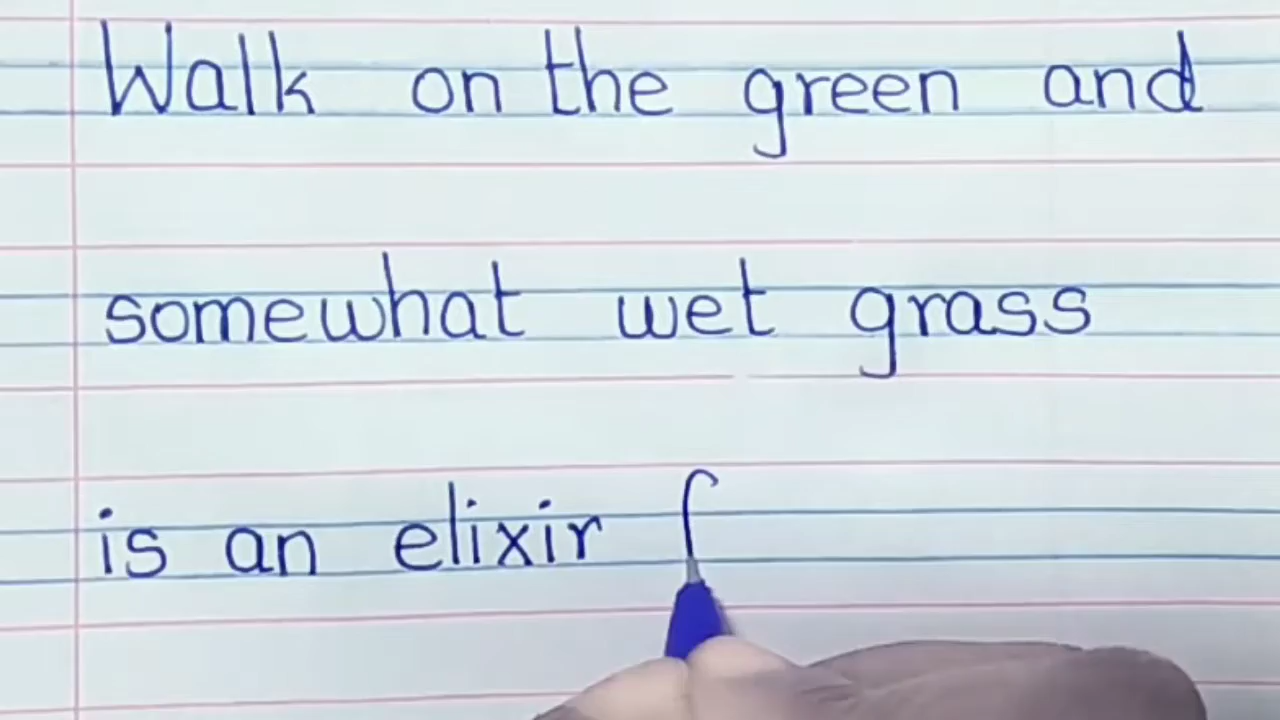 Walk on the green and
somewhat wet grass
is an elixir